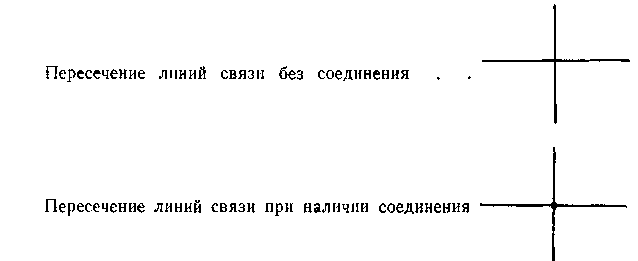 Пересечение линий связи без соединения . .
Пересечение линий связи при наличии соединения